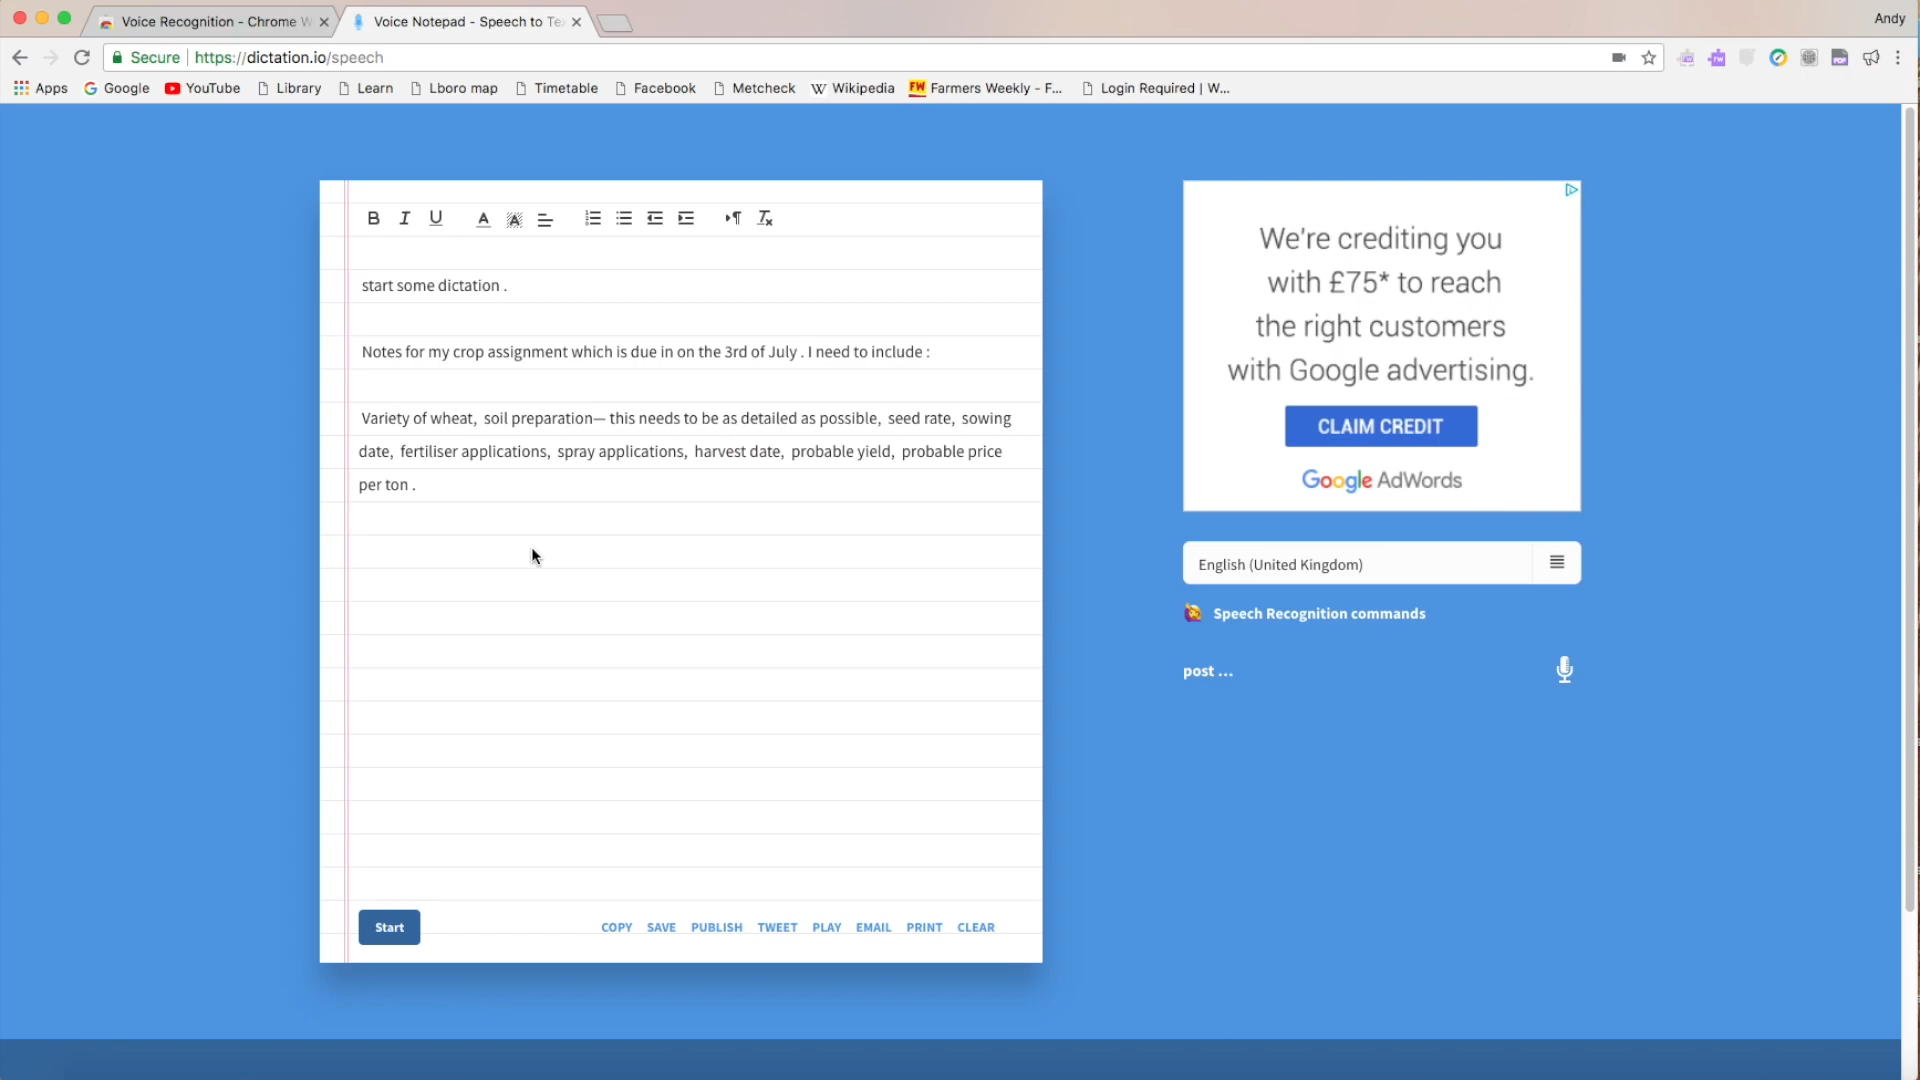 Voice Recognition - Chrome W
Voice Notepad - Speech to Te
Andy
Secure https://dictation.io/speech
Apps Google YouTube Library Learn Lboro map Timetable Facebook Metcheck Wikipedia Farmers Weekly - F... Login Required | W...
start some dictation .
Notes for my crop assignment which is due in on the 3rd of July . I need to include :
Variety of wheat, soil preparation— this needs to be as detailed as possible, seed rate, sowing
date, fertiliser applications, spray applications, harvest date, probable yield, probable price
per ton .
Start
COPY SAVE PUBLISH TWEET PLAY EMAIL PRINT CLEAR
We're crediting you
with £75* to reach
the right customers
with Google advertising.
CLAIM CREDIT
Google AdWords
English (United Kingdom)
Speech Recognition commands
post ...